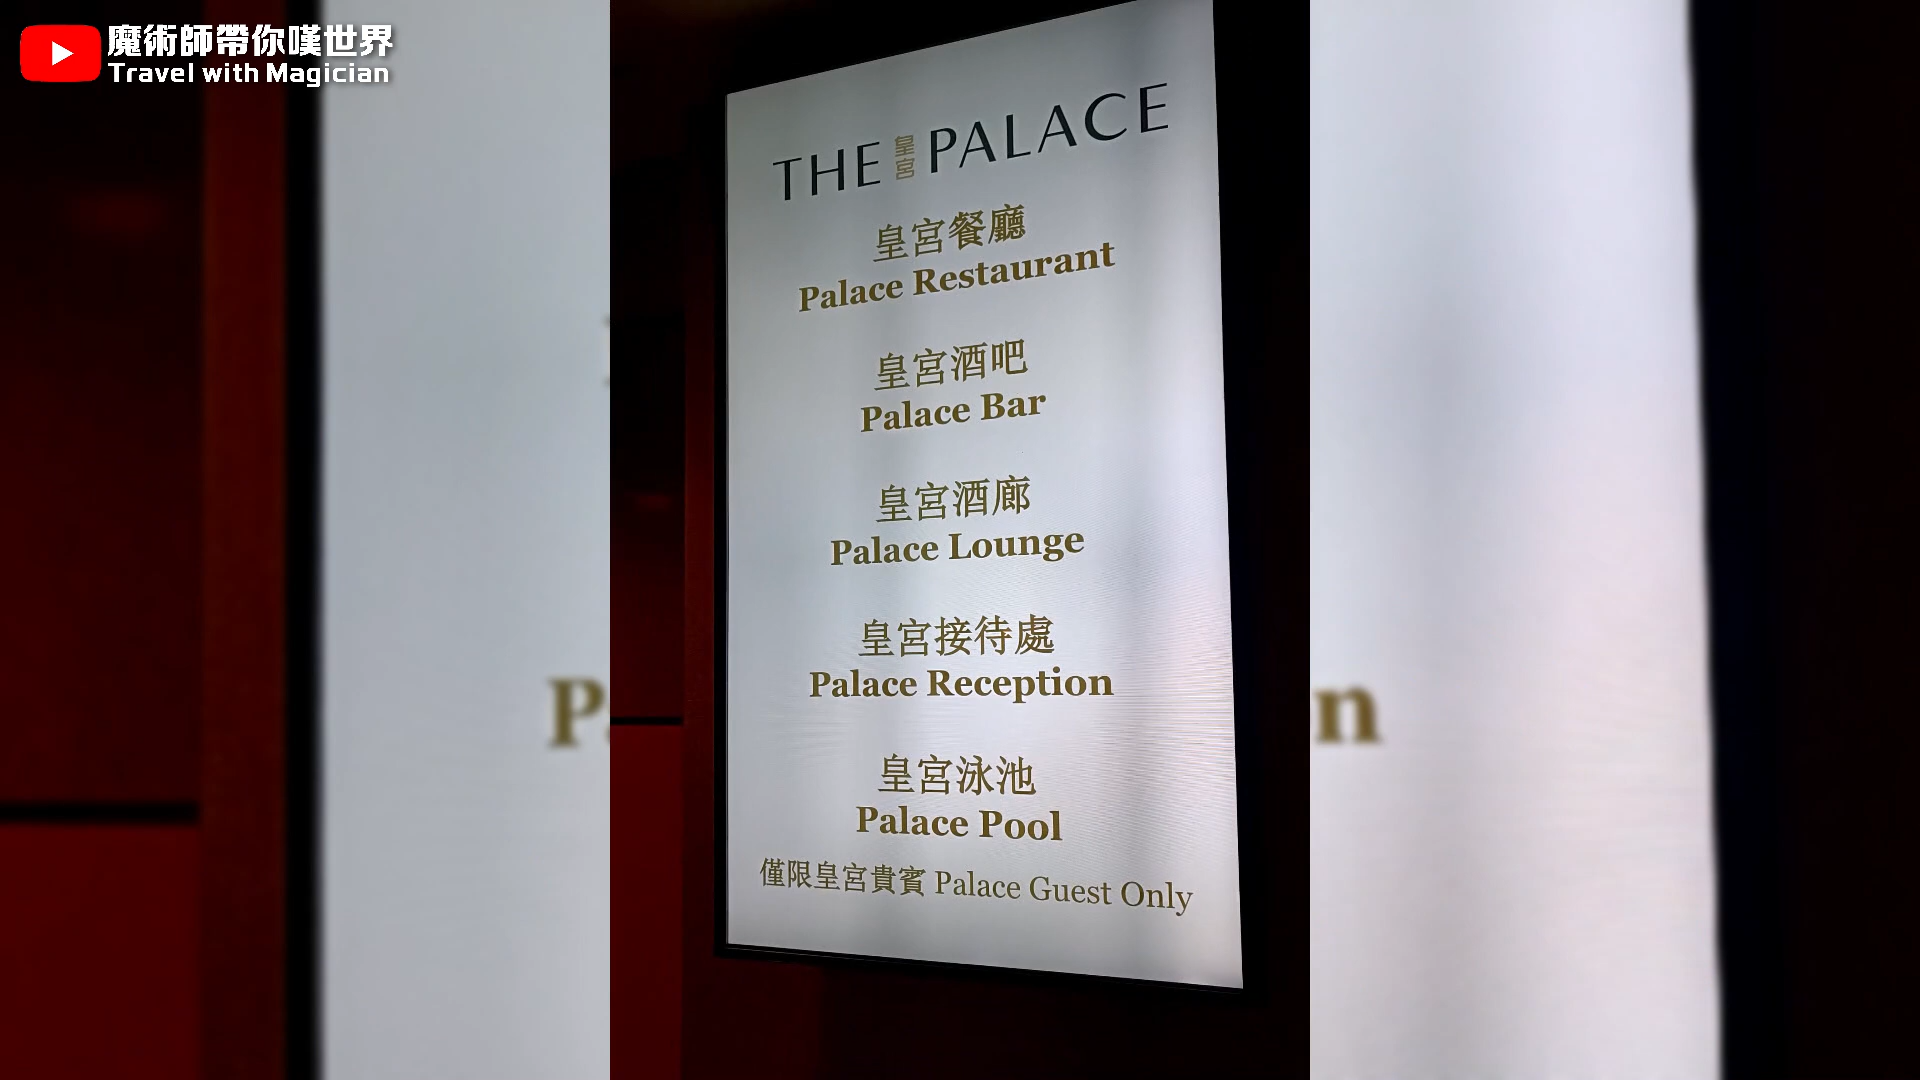 魔術師帶你嘆世界
Travel with Magician
THE 皇宮 PALACE
皇宮餐廳
Palace Restaurant
皇宮酒吧
Palace Bar
皇宮酒廊
Palace Lounge
皇宮接待處
Palace Reception
皇宮泳池
Palace Pool
僅限皇宮貴賓 Palace Guest Only